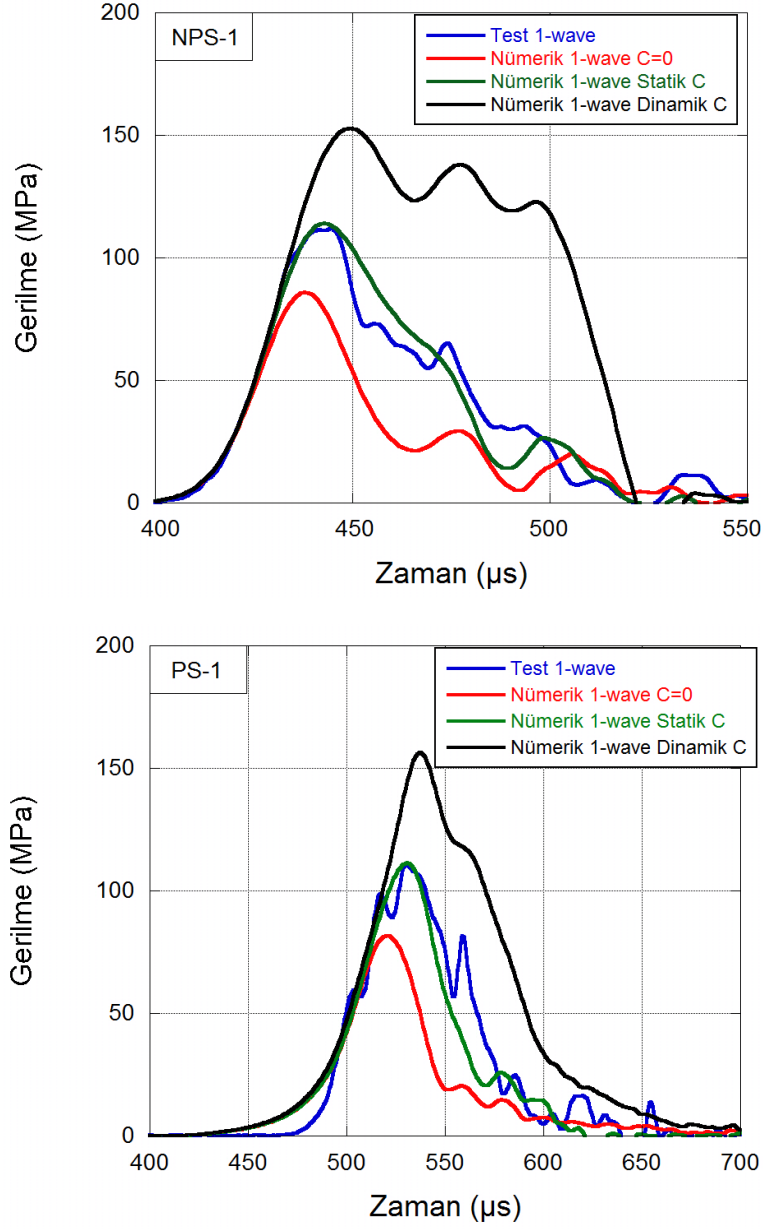 NPS-1
Test 1-wave
Nümerik 1-wave C=0
Nümerik 1-wave Statik C
Nümerik 1-wave Dinamik C
Gerilme (MPa)
200
150
100
50
0
400 450 500 550
Zaman (µs)
PS-1
Test 1-wave
Nümerik 1-wave C=0
Nümerik 1-wave Statik C
Nümerik 1-wave Dinamik C
Gerilme (MPa)
200
150
100
50
0
400 450 500 550 600 650 700
Zaman (µs)